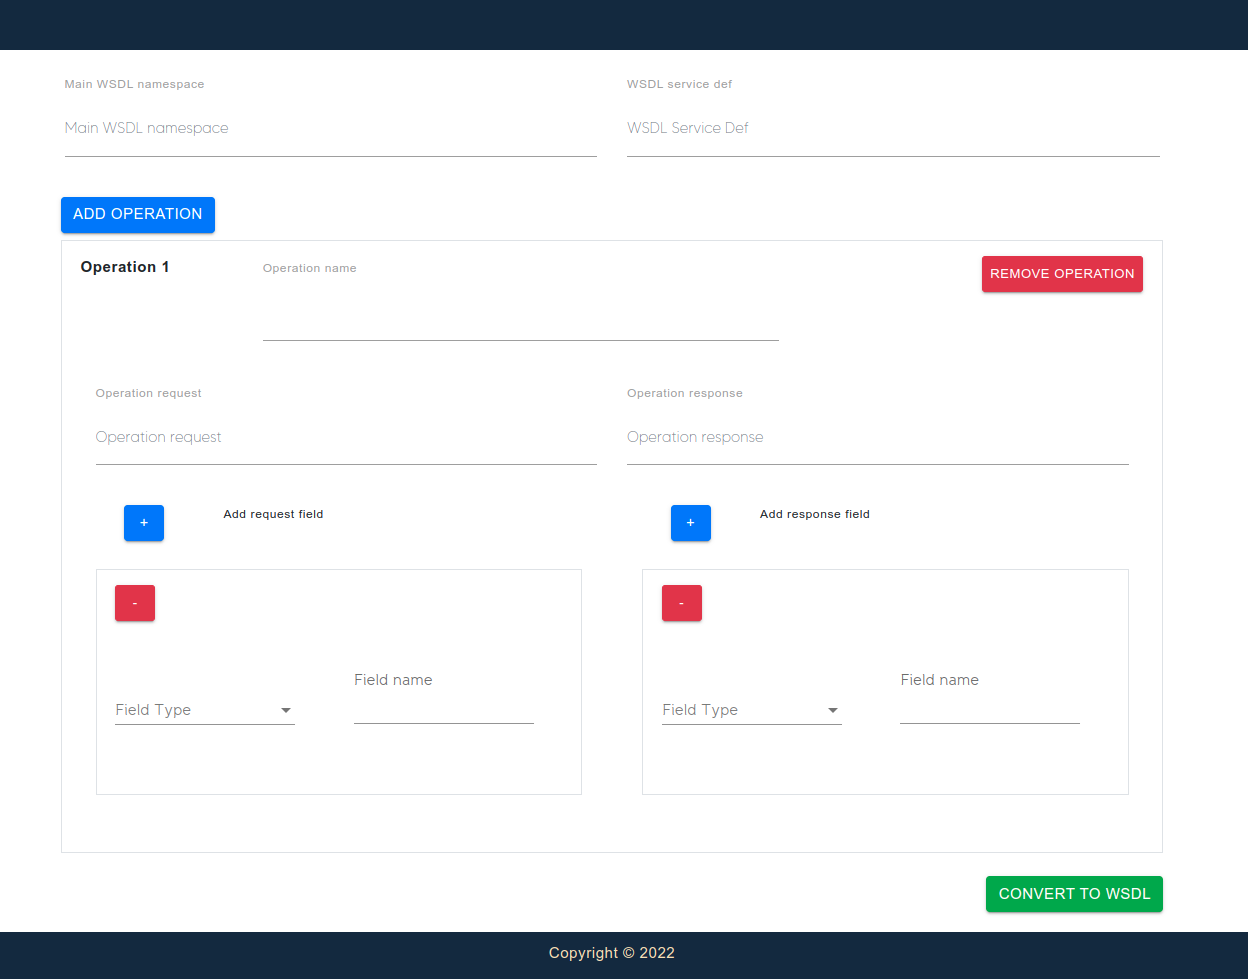 Main WSDL namespace
WSDL service def
Main WSDL namespace
WSDL Service Def
ADD OPERATION
Operation 1
Operation name
REMOVE OPERATION
Operation request
Operation response
Operation request
Operation response
+
Add request field
+
Add response field
-
-
Field Type
Field name
Field Type
Field name
CONVERT TO WSDL
Copyright © 2022